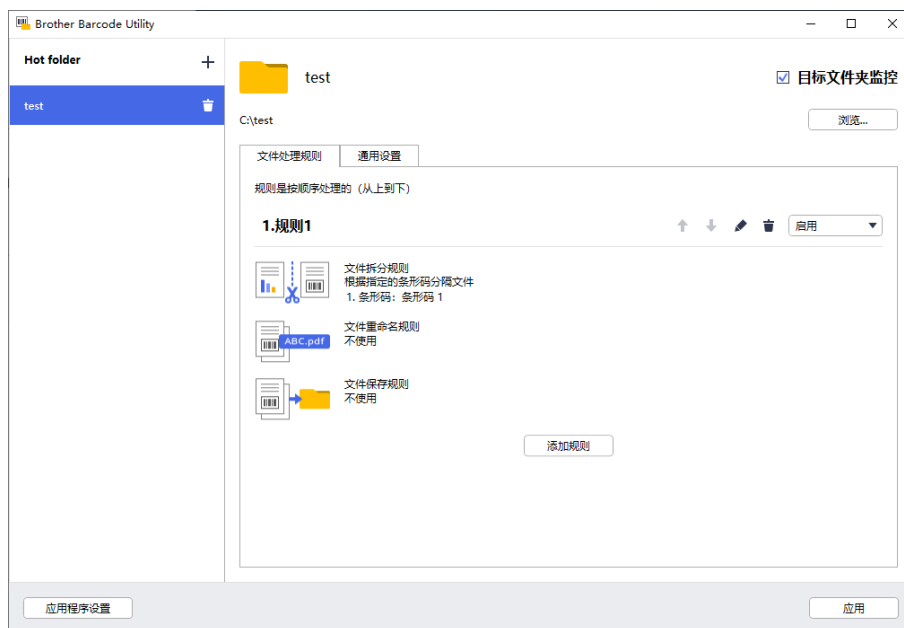 Brother Barcode Utility
Hot folder
test
test
目标文件夹监控
C:\test
浏览...
文件处理规则
通用设置
规则是按顺序处理的（从上到下）
1.规则1
启用
文件拆分规则
根据指定的条形码分隔文件
1. 条形码：条形码 1
ABC.pdf
文件重命名规则
不使用
文件保存规则
不使用
添加规则
应用程序设置
应用